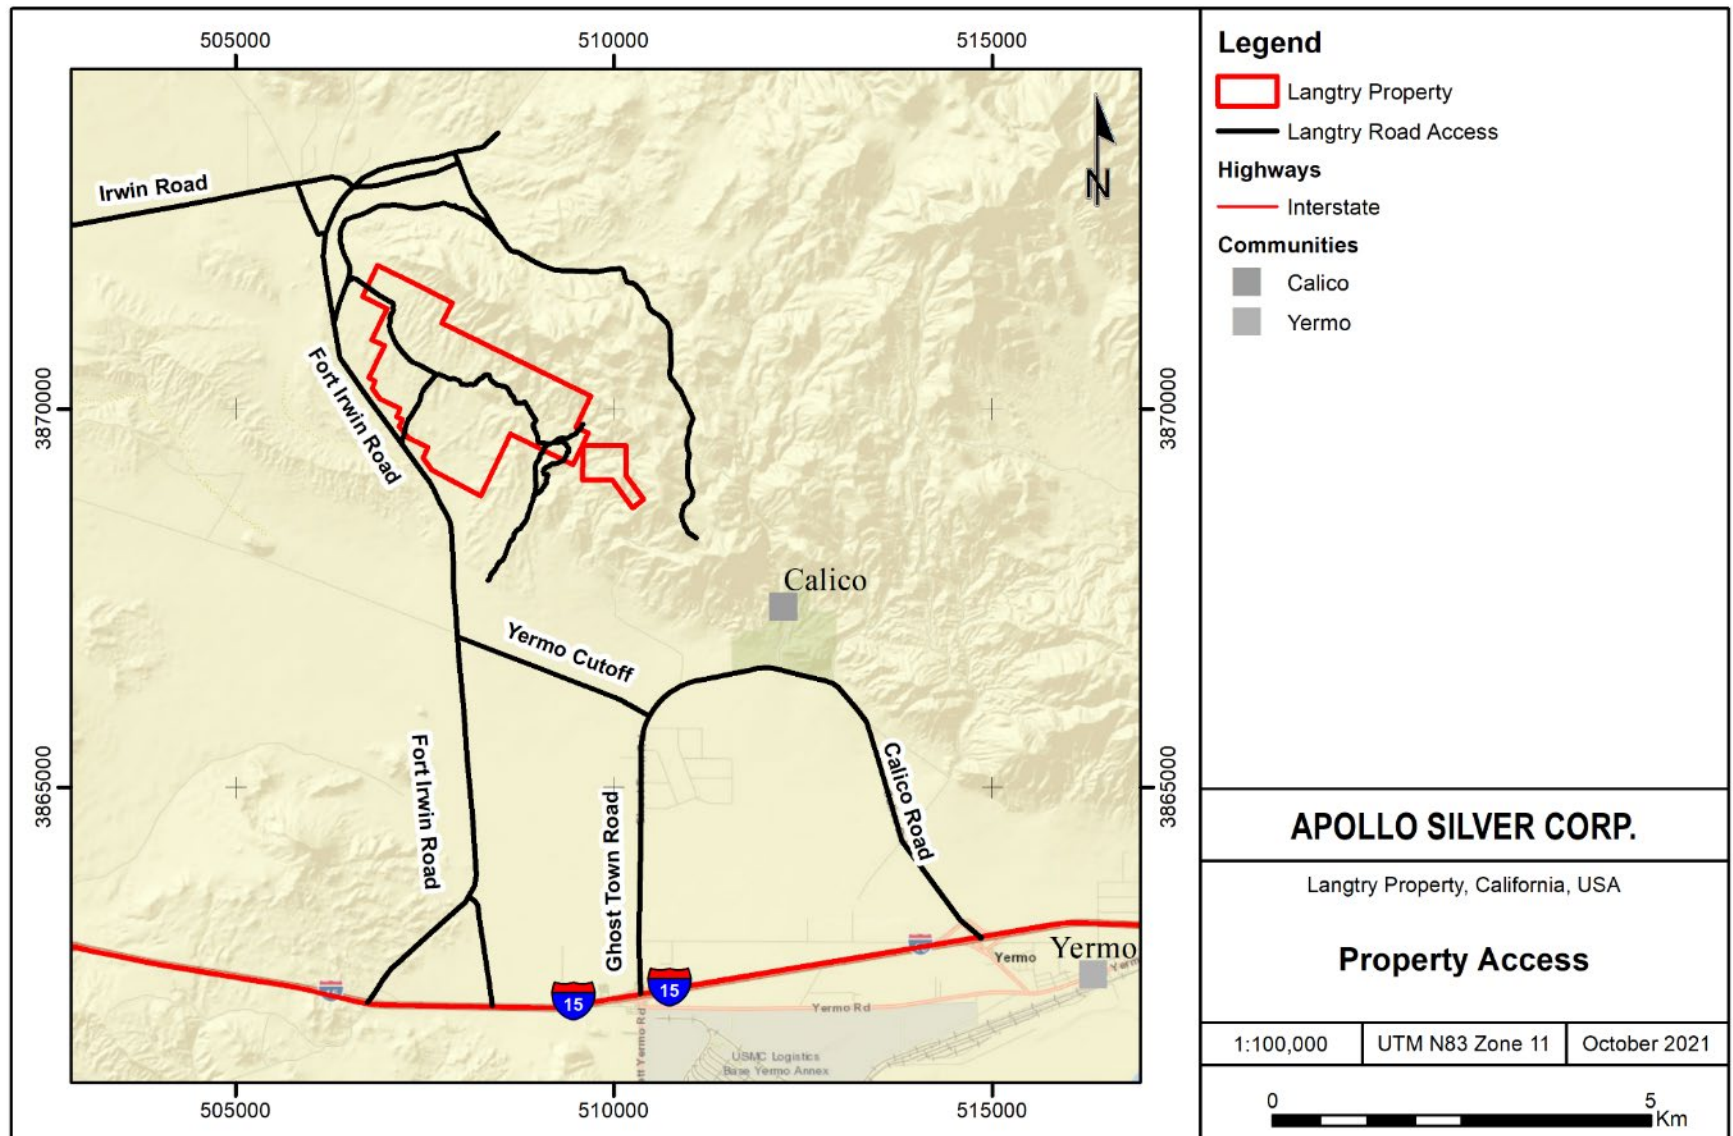 505000
510000
515000
Irwin Road
Fort Irwin Road
3870000
3870000
Calico
Yermo Cutoff
Fort Irwin Road
Ghost Town Road
Calico Road
3865000
3865000
15
15
Yermo
Yermo
Yermo Rd
USMC Logistics
Base Yermo Annex
505000
510000
515000
N
Legend
Langtry Property
Langtry Road Access
Highways
Interstate
Communities
Calico
Yermo
APOLLO SILVER CORP.
Langtry Property, California, USA
Property Access
1:100,000
UTM N83 Zone 11
October 2021
0
5
Km